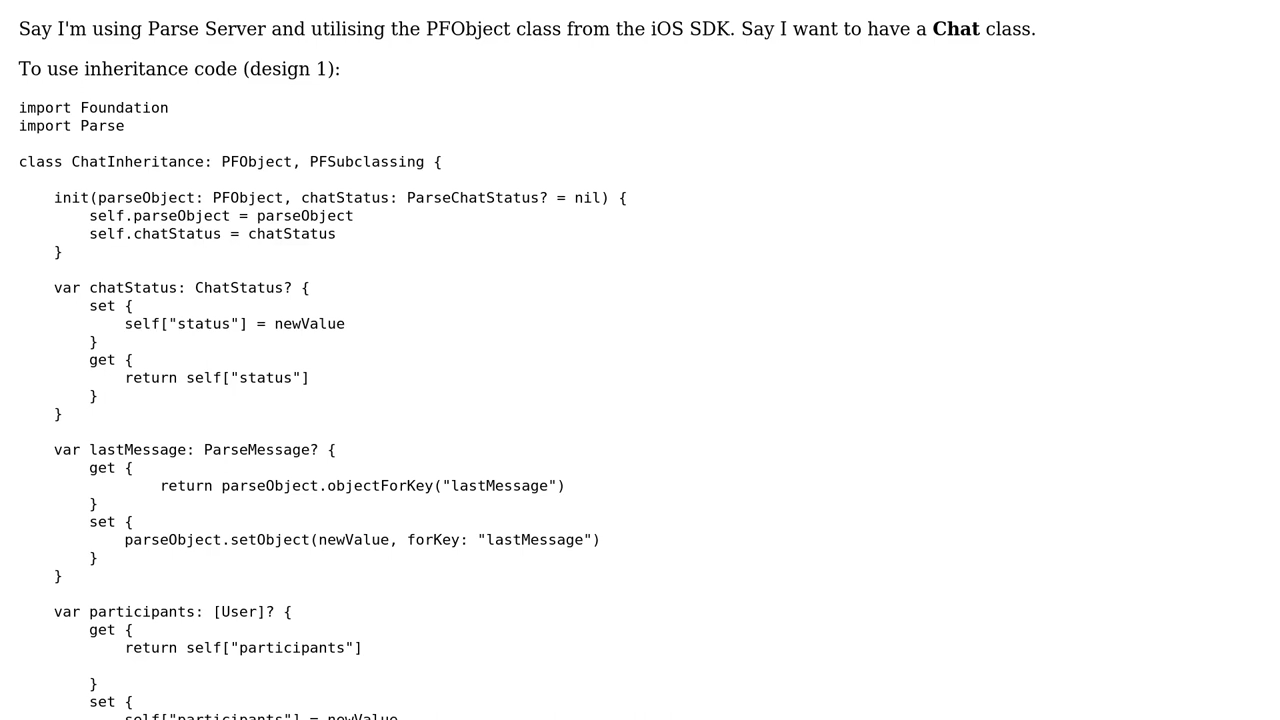 Say I'm using Parse Server and utilising the PFObject class from the iOS SDK. Say I want to have a Chat class.
To use inheritance code (design 1):
import Foundation
import Parse
class ChatInheritance: PFObject, PFSubclassing {
    init(parseObject: PFObject, chatStatus: ParseChatStatus? = nil) {
        self.parseObject = parseObject
        self.chatStatus = chatStatus
    }
    var chatStatus: ChatStatus? {
        set {
            self["status"] = newValue
        }
        get {
            return self["status"]
        }
    }
    var lastMessage: ParseMessage? {
        get {
                return parseObject.objectForKey("lastMessage")
        }
        set {
            parseObject.setObject(newValue, forKey: "lastMessage")
        }
    }
    var participants: [User]? {
        get {
            return self["participants"]
        }
        set {
            self["participants"] = newValue